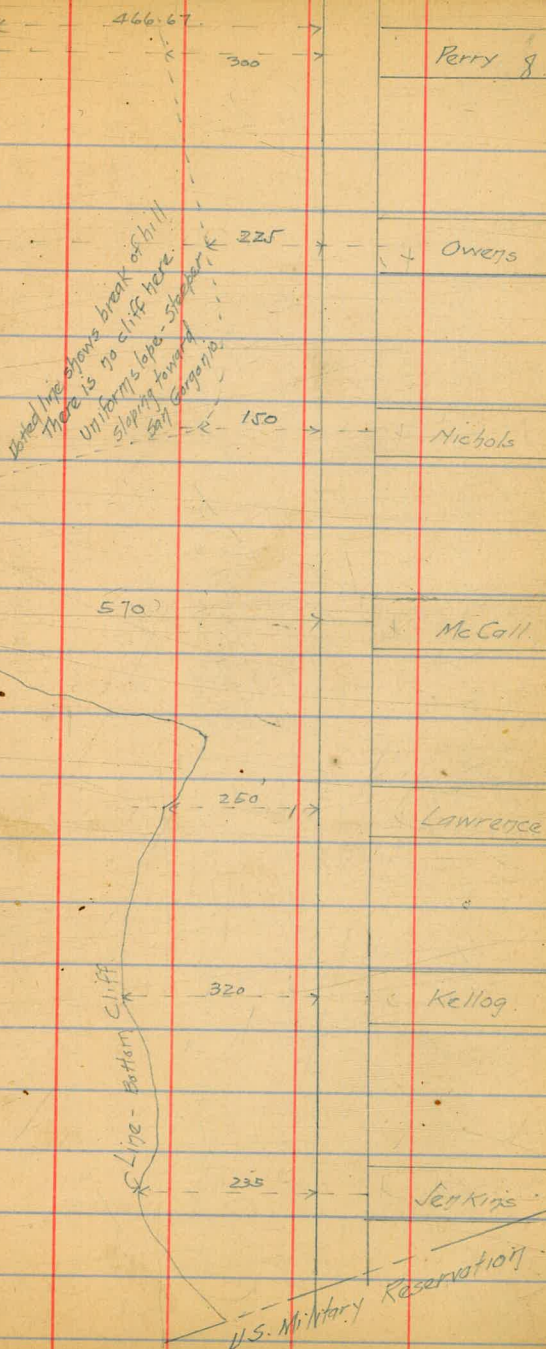 466.67
300
Perry
225
Owens
Dotted line shows break of hill
There is no cliff here.
Uniform slope - Steeper
Sloping toward
San Gorgonio.
150
Nichols
570
McCall
250'
Lawrence
320
Kellog
Line - Bottom Cliff
235
Jenkins
U.S. Military Reservation